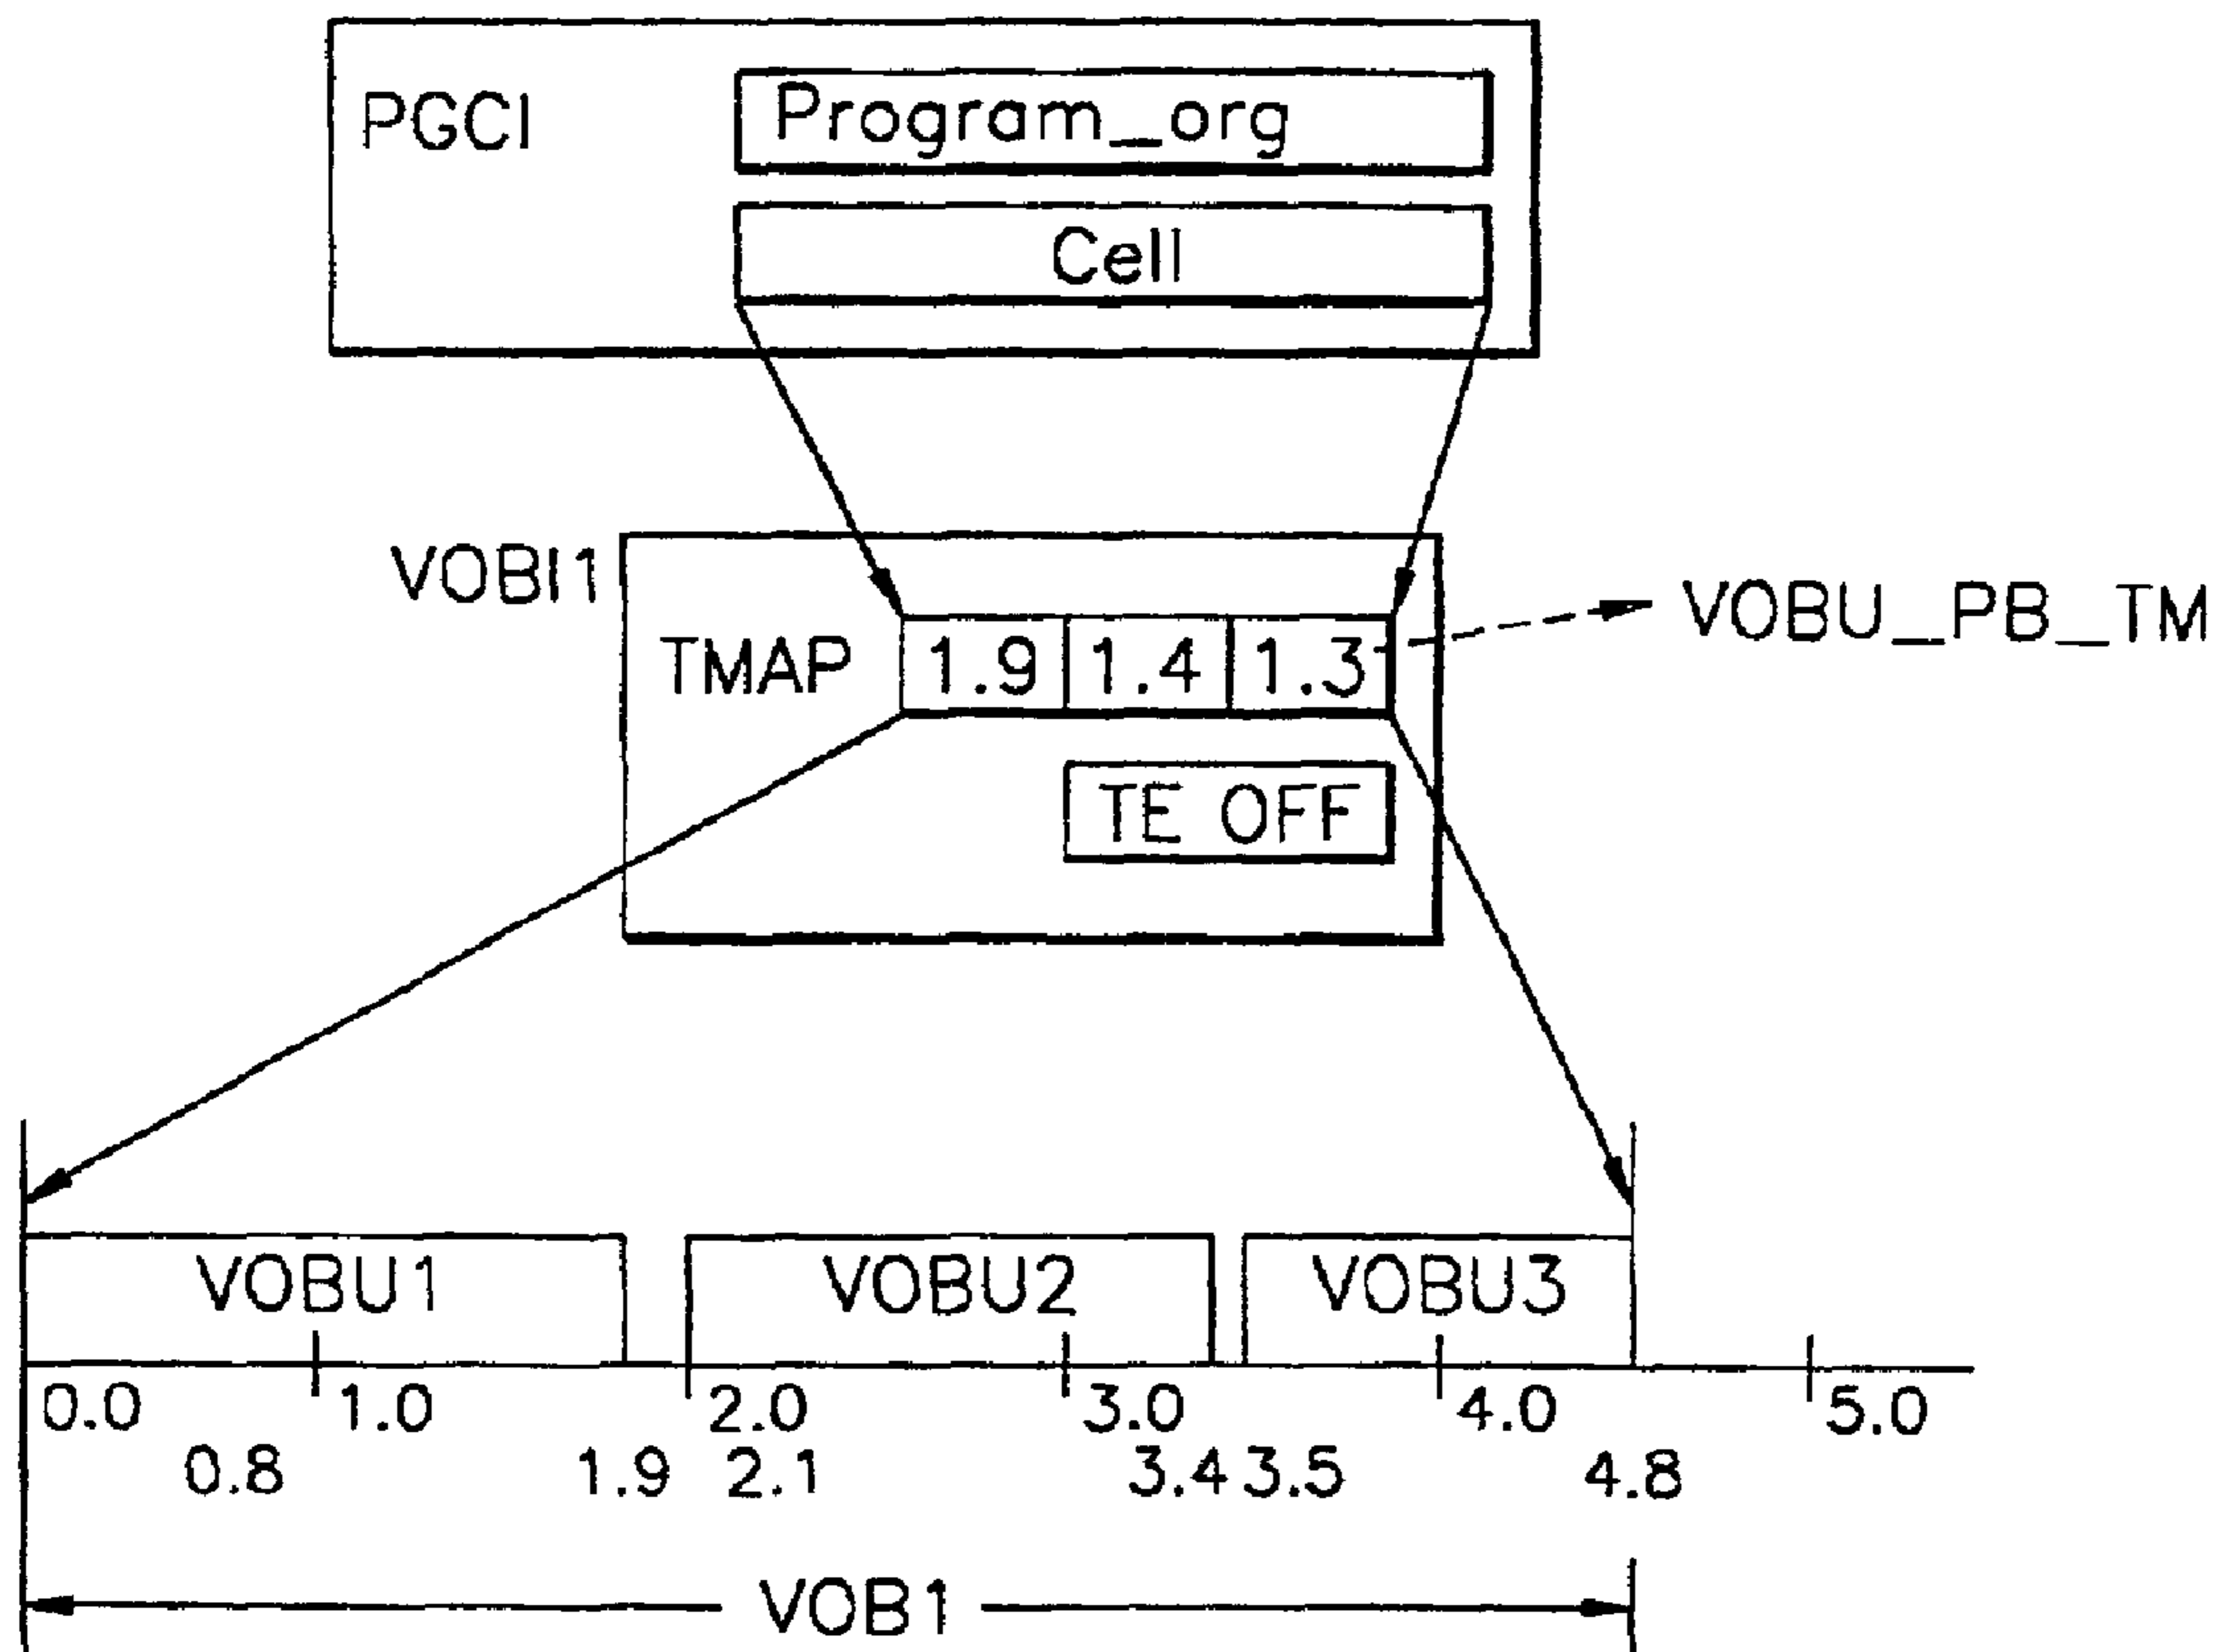 PGCI
Program_org
Cell
VOBI1
TMAP 1.9 1.4 1.3
VOBU_PB_TM
TE OFF
VOBU1 VOBU2 VOBU3
0.0 1.0 2.0 3.0 4.0 5.0
0.8 1.9 2.1 3.4 3.5 4.8
VOB1